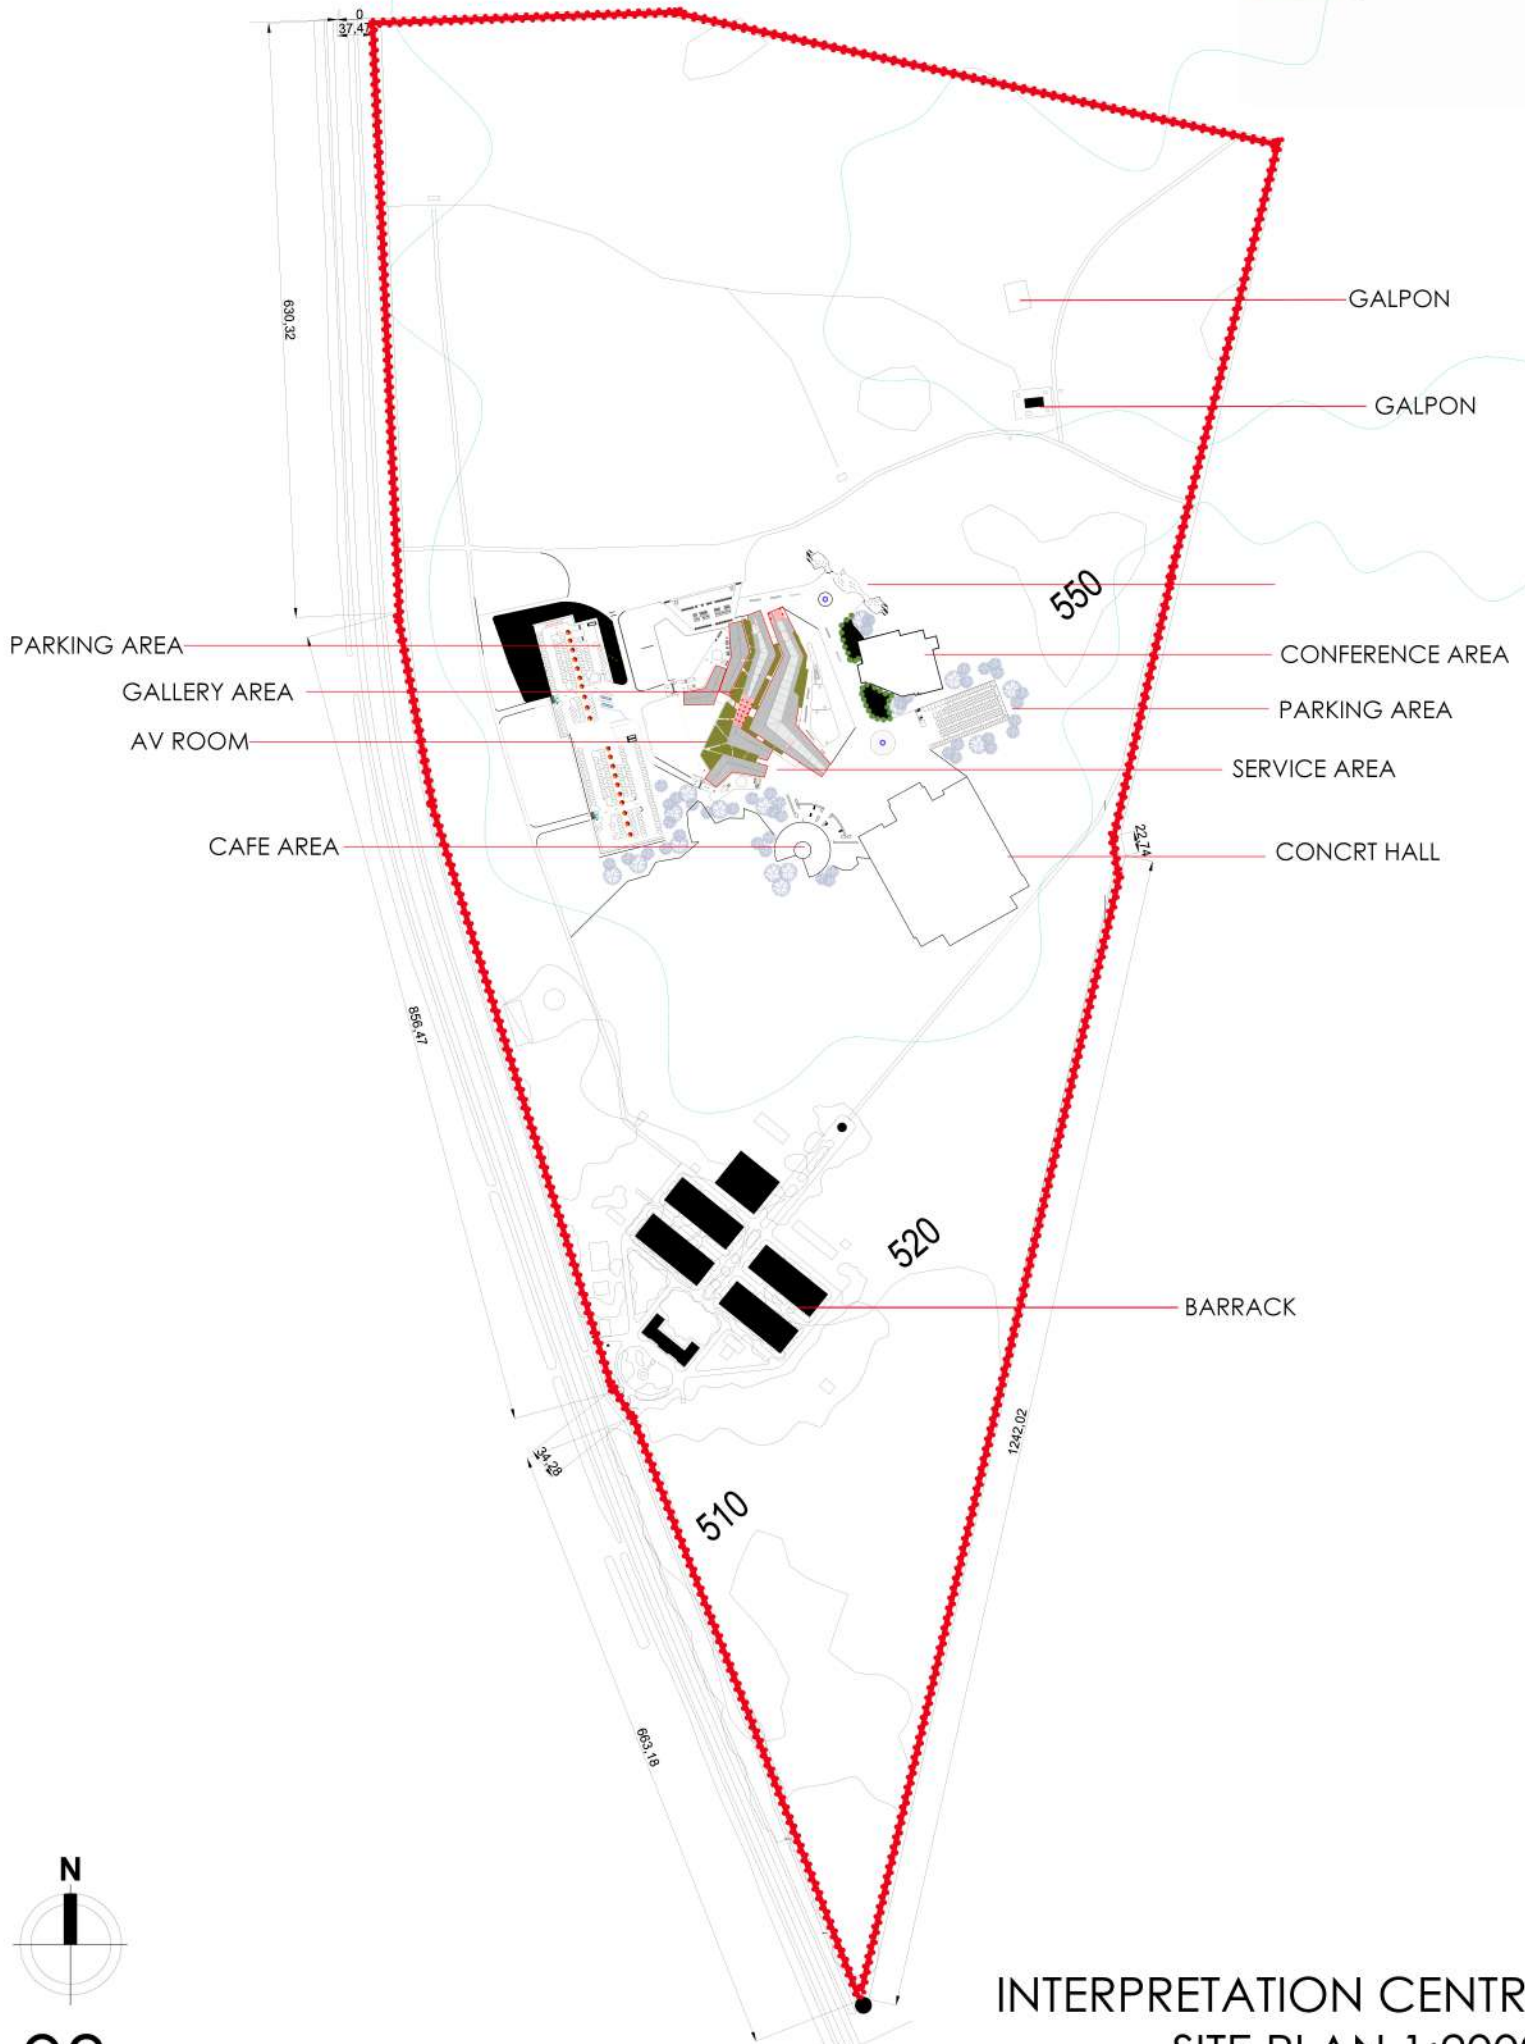 0
37,47
630,32
GALPON
GALPON
550
PARKING AREA
CONFERENCE AREA
GALLERY AREA
PARKING AREA
AV ROOM
SERVICE AREA
22,74
CAFE AREA
CONCRT HALL
856,47
520
BARRACK
1242,02
34,28
510
663,18
N
INTERPRETATION CENTR
SITE PLAN